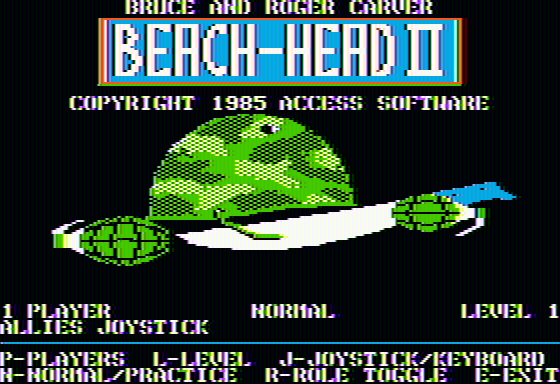 BRUCE AND ROGER CARVER
BEACH-HEAD II
COPYRIGHT 1985 ACCESS SOFTWARE
1 PLAYER NORMAL LEVEL 1
ALLIES JOYSTICK
P-PLAYERS L-LEVEL J-JOYSTICK/KEYBOARD
N-NORMAL/PRACTICE R-ROLE TOGGLE E-EXIT